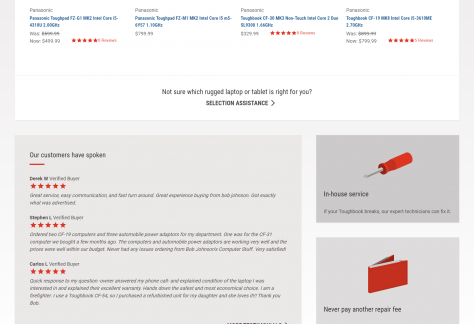 Panasonic
Panasonic Toughpad FZ-G1 MK2 Intel Core i5-4310U 2.00GHz
Was: $599.99
Now: $499.99
5 Reviews
Panasonic
Panasonic Toughpad FZ-M1 MK2 Intel Core i5 m5-6Y57 1.10GHz
$799.99
Panasonic
Toughbook CF-30 MK3 Non-Touch Intel Core 2 Duo SL9300 1.66GHz
$329.99
Reviews
Panasonic
Toughbook CF-19 MK8 Intel Core i5-3610ME 2.70GHz
Was: $899.99
Now: $799.99
5 Reviews
Not sure which rugged laptop or tablet is right for you?
SELECTION ASSISTANCE
Our customers have spoken
Derek W Verified Buyer
Great service, easy communication, and fast turn around. Great experience buying from bob johnson. Got exactly
what was advertised.
Stephen L Verified Buyer
Ordered two CF-19 computers and three automobile power adaptors for my department. One was for the CF-31
computer we bought a few months ago. The computers and automobile power adaptors are working very well and the
prices were well within our budget. Never had any issues ordering from Bob Johnson's Computer Stuff. Very satisfied!
Carlos L Verified Buyer
Quick response to my question -owner answered my phone call- and explained condition of the laptop I was
interested in and explained their excellent warranty. Hands down the safest and most economical choice. I am a
firefighter. I use a Toughbook CF-54, so I purchased a refurbished unit for my daughter and she loves it!! Thank you
Bob.
In-house service
If your Toughbook breaks, our expert technicians can fix it.
Never pay another repair fee